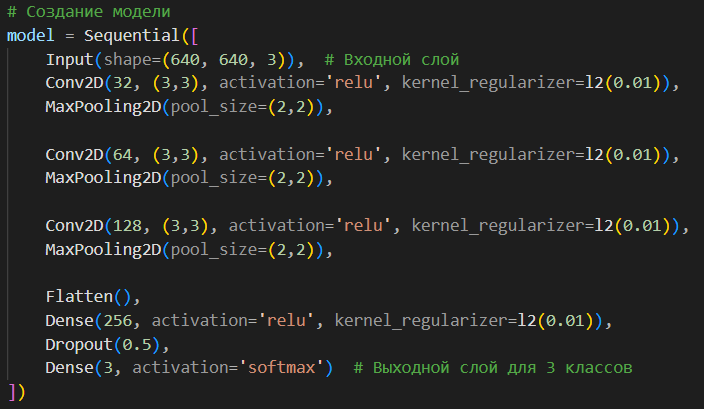 # Создание модели
model = Sequential([
    Input(shape=(640, 640, 3)),  # Входной слой
    Conv2D(32, (3,3), activation='relu', kernel_regularizer=l2(0.01)),
    MaxPooling2D(pool_size=(2,2)),

    Conv2D(64, (3,3), activation='relu', kernel_regularizer=l2(0.01)),
    MaxPooling2D(pool_size=(2,2)),

    Conv2D(128, (3,3), activation='relu', kernel_regularizer=l2(0.01)),
    MaxPooling2D(pool_size=(2,2)),

    Flatten(),
    Dense(256, activation='relu', kernel_regularizer=l2(0.01)),
    Dropout(0.5),
    Dense(3, activation='softmax')  # Выходной слой для 3 классов
])